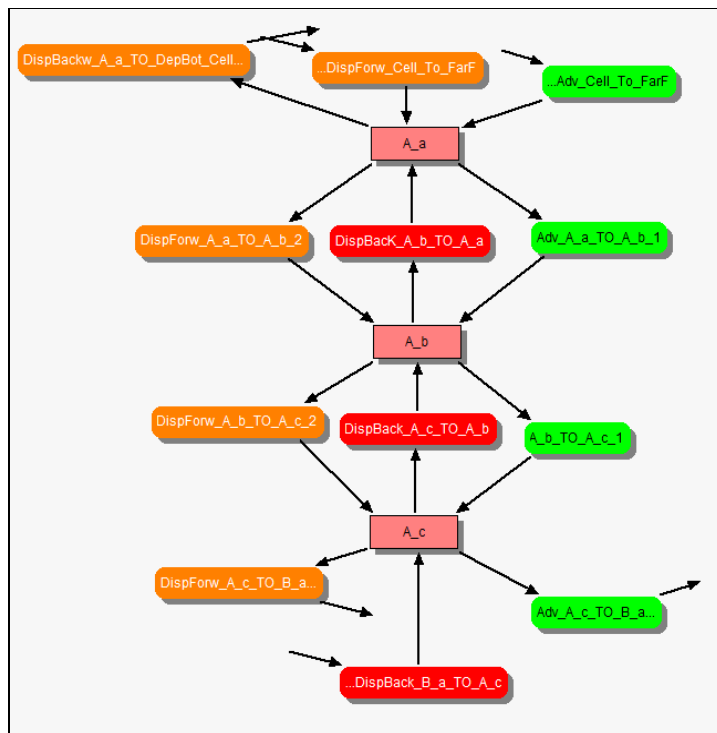 DispBackw_A_a_TO_DepBot_Cell...
...DispForw_Cell_To_FarF
...Adv_Cell_To_FarF
A_a
DispForw_A_a_TO_A_b_2
DispBacK_A_b_TO_A_a
Adv_A_a_TO_A_b_1
A_b
DispForw_A_b_TO_A_c_2
DispBack_A_c_TO_A_b
A_b_TO_A_c_1
A_c
DispForw_A_c_TO_B_a...
Adv_A_c_TO_B_a...
...DispBack_B_a_TO_A_c